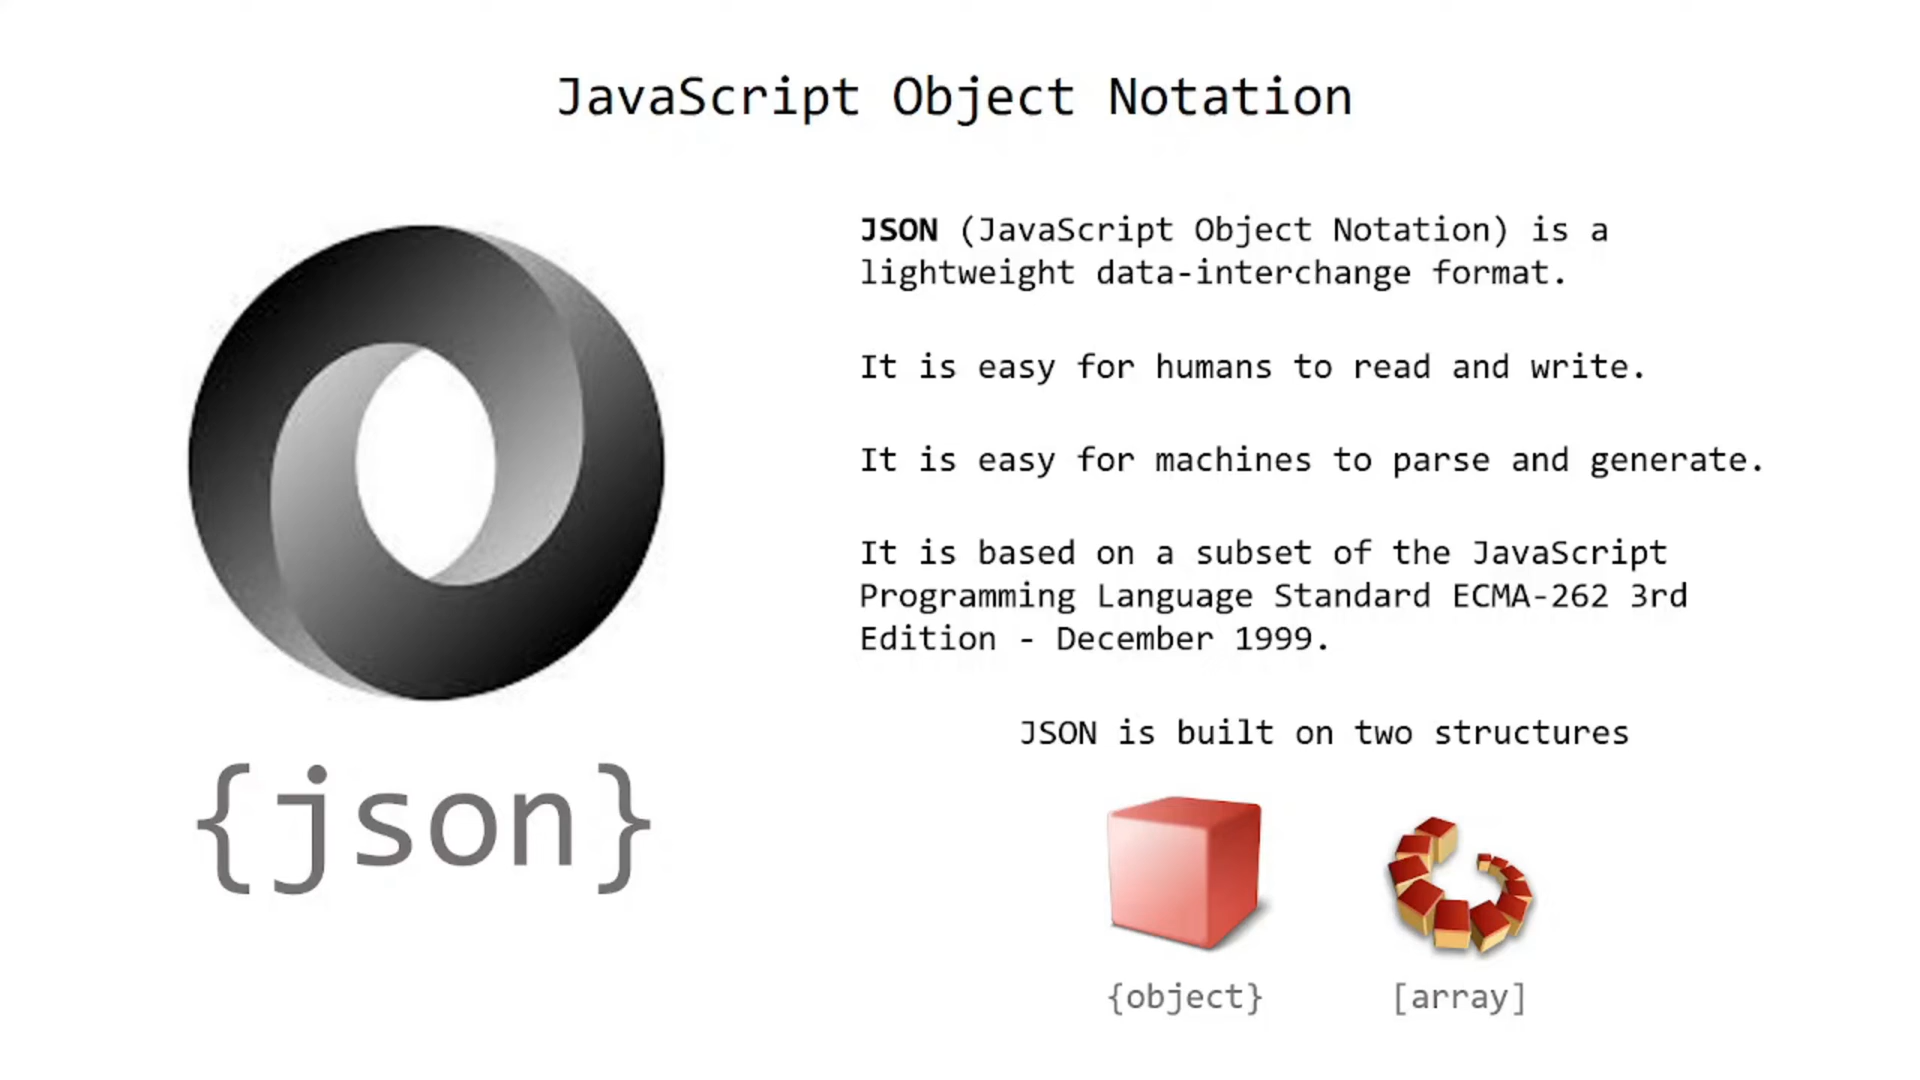 JavaScript Object Notation
JSON (JavaScript Object Notation) is a
lightweight data-interchange format.
It is easy for humans to read and write.
It is easy for machines to parse and generate.
It is based on a subset of the JavaScript
Programming Language Standard ECMA-262 3rd
Edition - December 1999.
JSON is built on two structures
{json}
{object}
[array]